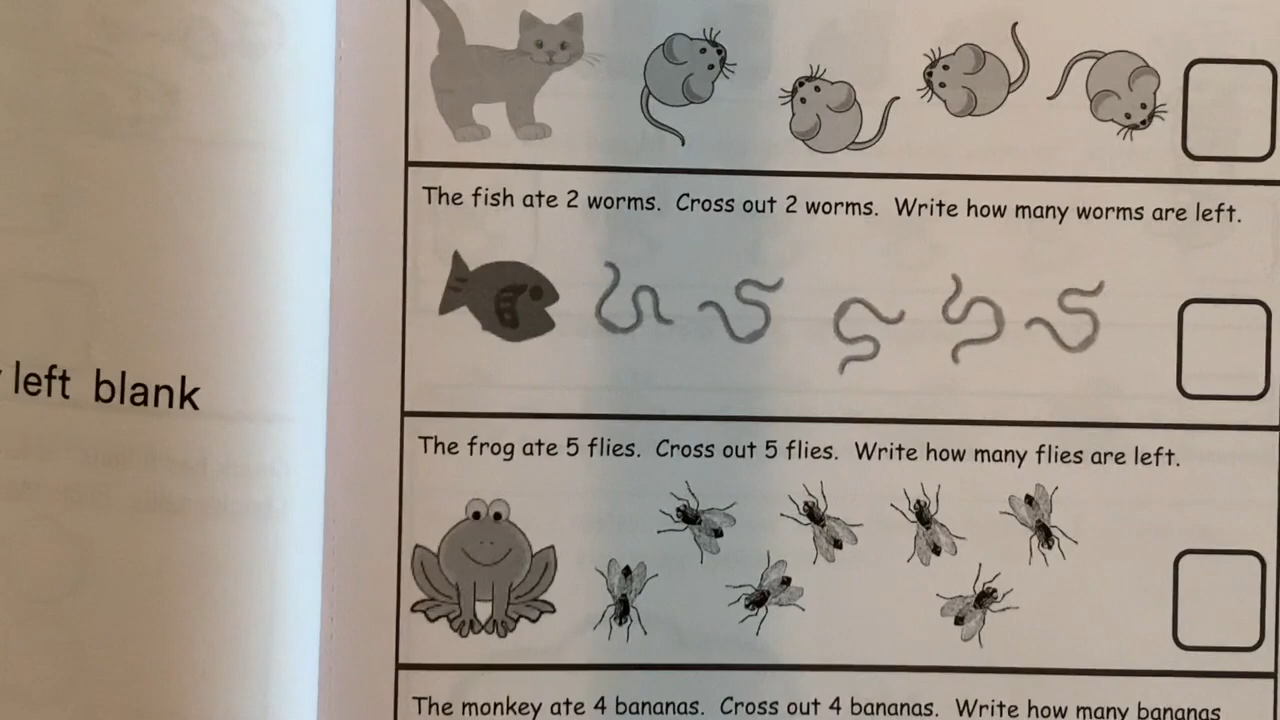 The fish ate 2 worms. Cross out 2 worms. Write how many worms are left.
left blank
The frog ate 5 flies. Cross out 5 flies. Write how many flies are left.
The monkey ate 4 bananas. Cross out 4 bananas. Write how many bananas